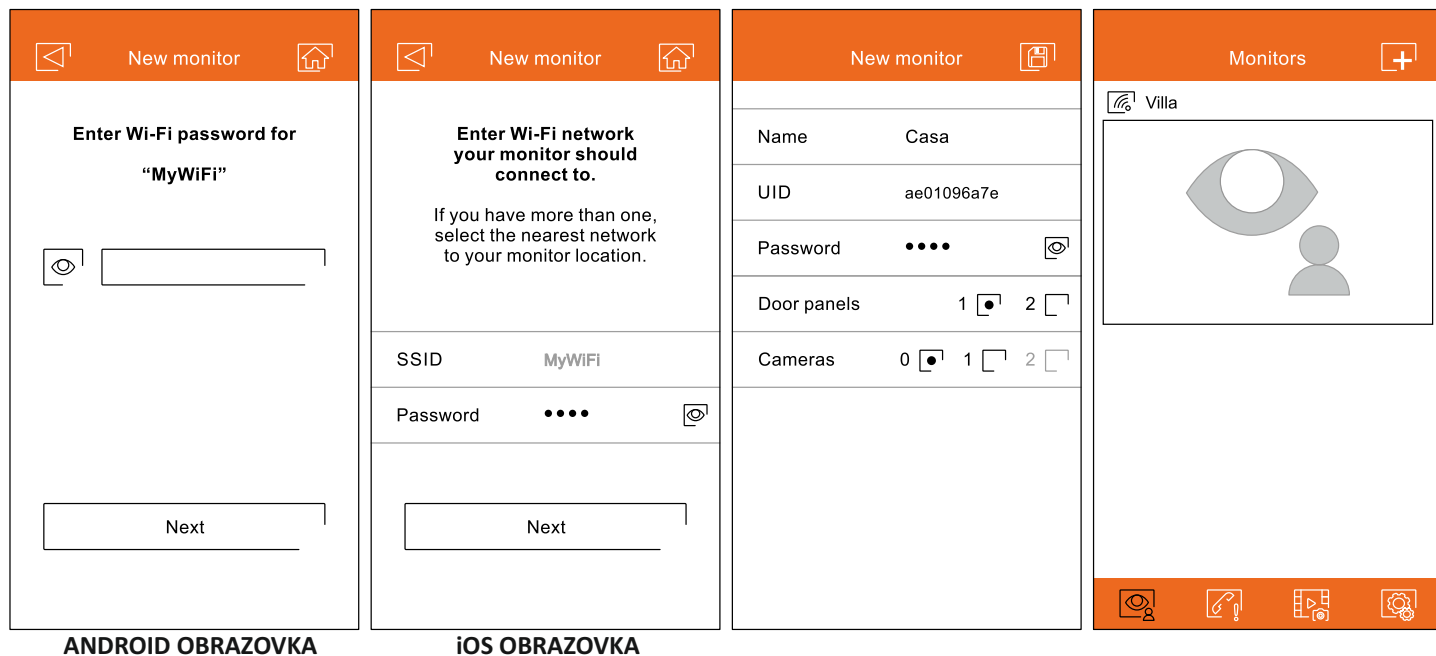 New monitor
Enter Wi-Fi password for
“MyWiFi”
Next
ANDROID OBRAZOVKA
New monitor
Enter Wi-Fi network
your monitor should
connect to.
If you have more than one,
select the nearest network
to your monitor location.
SSID MyWiFi
Password ••••
Next
iOS OBRAZOVKA
New monitor
Name Casa
UID ae01096a7e
Password ••••
Door panels 1 2
Cameras 0 1 2
Monitors
Villa